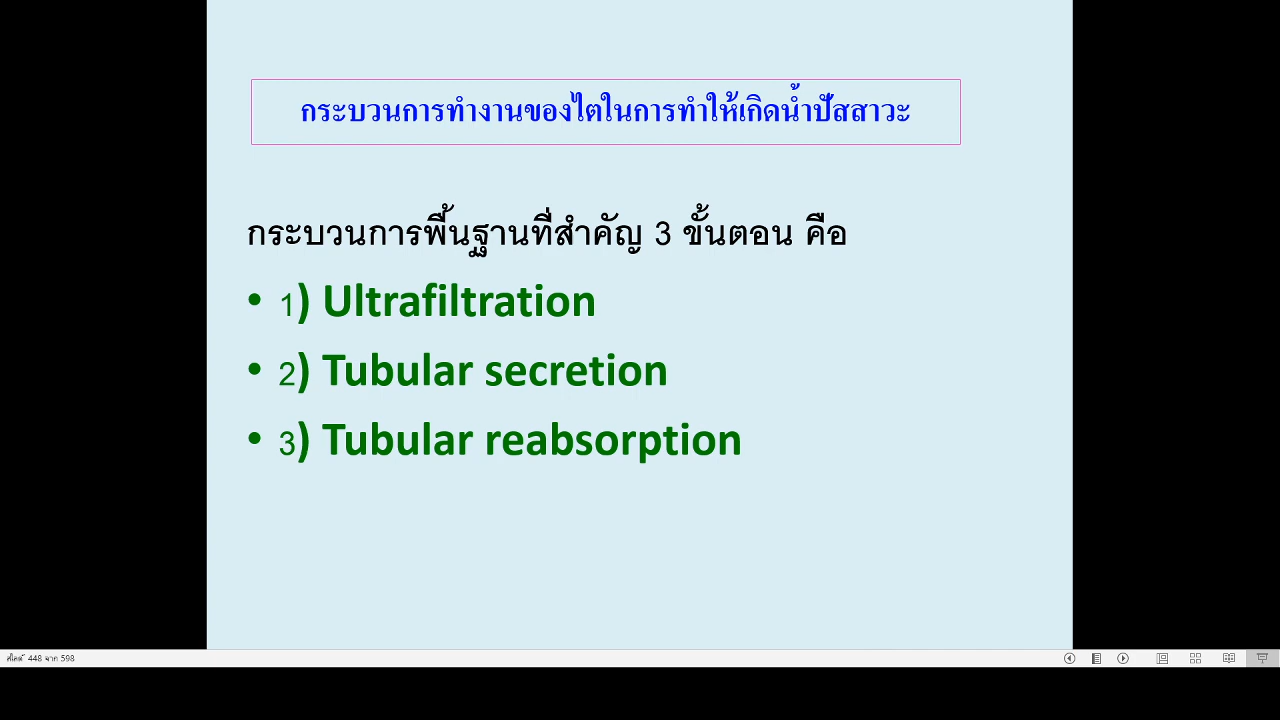 กระบวนการทำงานของไตในการทำให้เกิดน้ำปัสสาวะ
กระบวนการพื้นฐานที่สำคัญ 3 ขั้นตอน คือ
• 1) Ultrafiltration
• 2) Tubular secretion
• 3) Tubular reabsorption
สไลด์ 448 จาก 598